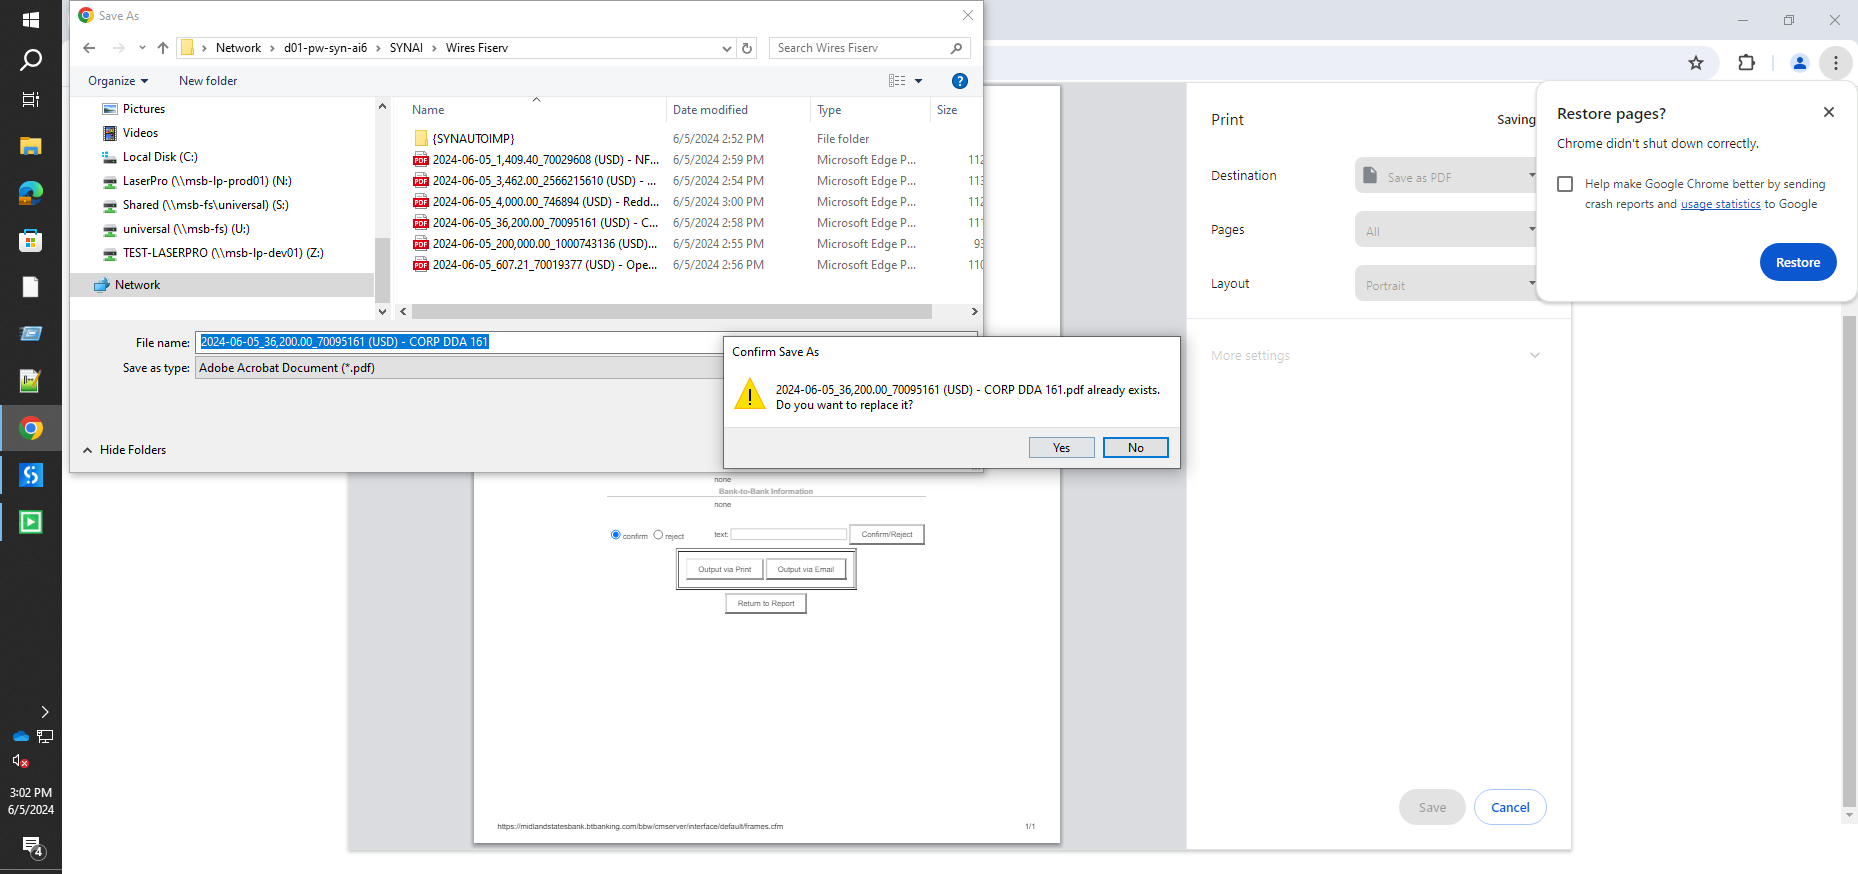 Save As
Network
d01-pw-syn-ai6
SYNAI
Wires Fiserv
Search Wires Fiserv
Organize
New folder
?
Pictures
Videos
Local Disk (C:)
LaserPro (\\msb-lp-prod01) (N:)
Shared (\\msb-fs\universal) (S:)
universal (\\msb-fs) (U:)
TEST-LASERPRO (\\msb-lp-dev01) (Z:)
Network
Name Date modified Type Size
{SYNAUTOIMP} 6/5/2024 2:52 PM File folder
PDF 2024-06-05_1,409.40_70029608 (USD) - NF... 6/5/2024 2:59 PM Microsoft Edge P... 112
PDF 2024-06-05_3,462.00_2566215610 (USD) - ... 6/5/2024 2:54 PM Microsoft Edge P... 113
PDF 2024-06-05_4,000.00_746894 (USD) - Redd... 6/5/2024 3:00 PM Microsoft Edge P... 112
PDF 2024-06-05_36,200.00_70095161 (USD) - C... 6/5/2024 2:58 PM Microsoft Edge P... 111
PDF 2024-06-05_200,000.00_1000743136 (USD)... 6/5/2024 2:55 PM Microsoft Edge P... 93
PDF 2024-06-05_607.21_70019377 (USD) - Ope... 6/5/2024 2:56 PM Microsoft Edge P... 110
File name: 2024-06-05_36,200.00_70095161 (USD) - CORP DDA 161
Save as type: Adobe Acrobat Document (*.pdf)
Hide Folders
Confirm Save As
2024-06-05_36,200.00_70095161 (USD) - CORP DDA 161.pdf already exists.
Do you want to replace it?
Yes No
none
Bank-to-Bank Information
none
confirm reject text: Confirm/Reject
Output via Print Output via Email
Return to Report
https://midlandstatesbank.btbanking.com/bbw/cmserver/interface/default/frames.cfm 1/1
Print Saving
Destination Save as PDF
Pages All
Layout Portrait
More settings
Save Cancel
Restore pages?
Chrome didn't shut down correctly.
Help make Google Chrome better by sending
crash reports and usage statistics to Google
Restore
3:02 PM
6/5/2024
4